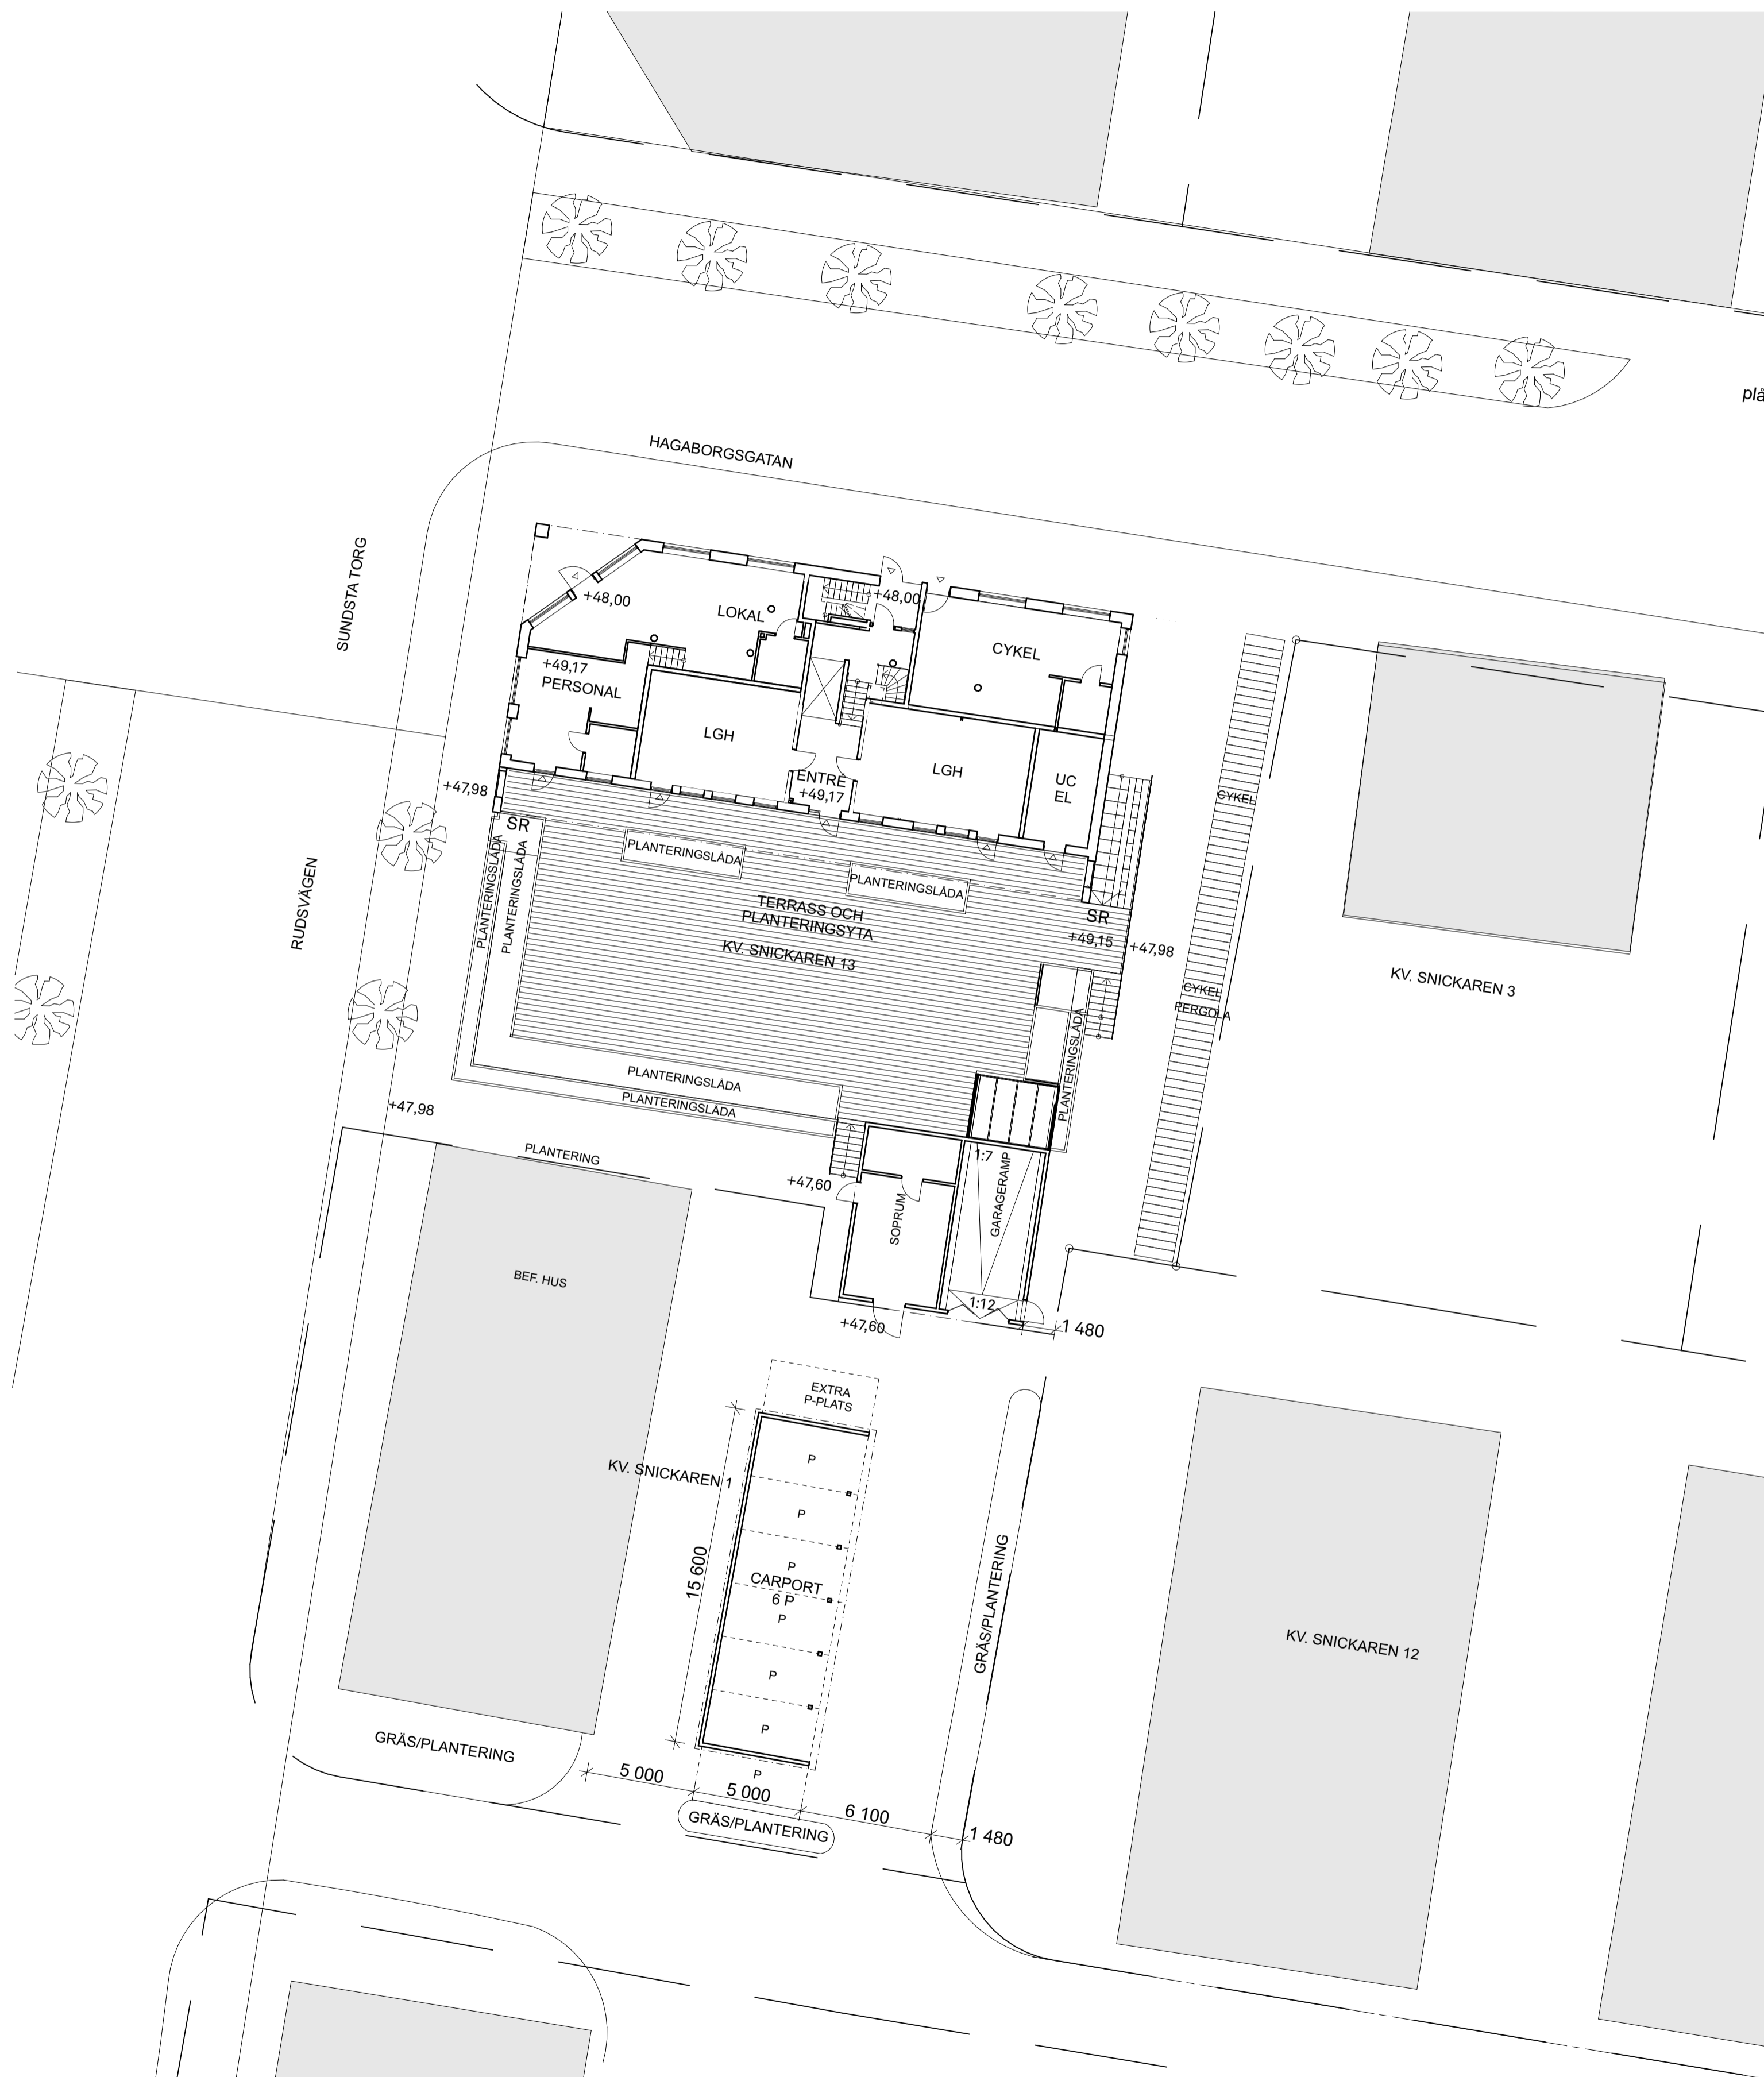 plå
HAGABORGSGATAN
SUNDSTA TORG
+48,00
LOKAL
+48,00
CYKEL
+49,17
PERSONAL
LGH
LGH
UC
EL
ENTRÉ
+49,17
+47,98
SR
PLANTERINGSLÅDA
PLANTERINGSLÅDA
PLANTERINGSLÅDA
PLANTERINGSLÅDA
TERRASS OCH
PLANTERINGSYTA
KV. SNICKAREN 13
SR
+49,15
+47,98
CYKEL
CYKEL
PERGOLA
KV. SNICKAREN 3
RUDSVÄGEN
PLANTERINGSLÅDA
PLANTERINGSLÅDA
PLANTERINGSLÅDA
+47,98
PLANTERING
+47,60
SOPRUM
1:7
GARAGERAMP
1:12
+47,60
1 480
BEF. HUS
EXTRA
P-PLATS
KV. SNICKAREN 1
P
P
P
CARPORT
6 P
P
P
P
P
15 600
GRÄS/PLANTERING
KV. SNICKAREN 12
GRÄS/PLANTERING
5 000
5 000
6 100
1 480
GRÄS/PLANTERING